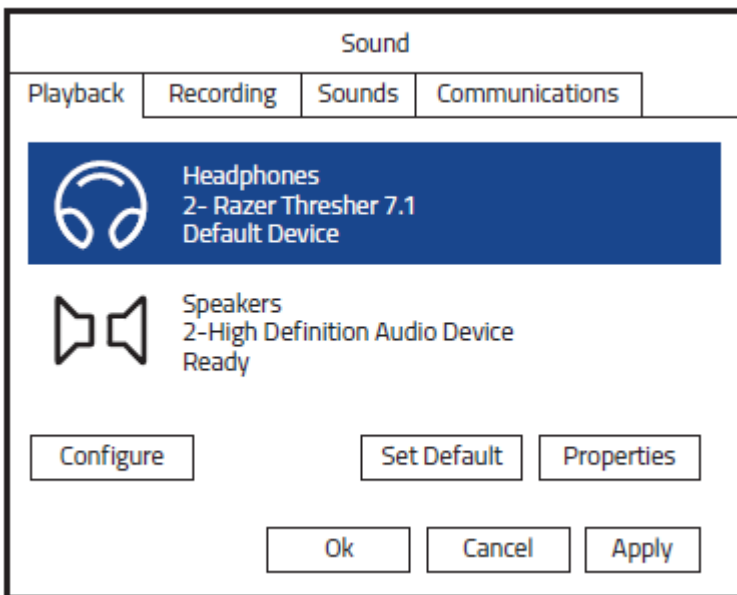 Sound
Playback Recording Sounds Communications
Headphones
2- Razer Thresher 7.1
Default Device
Speakers
2-High Definition Audio Device
Ready
Configure Set Default Properties
Ok Cancel Apply